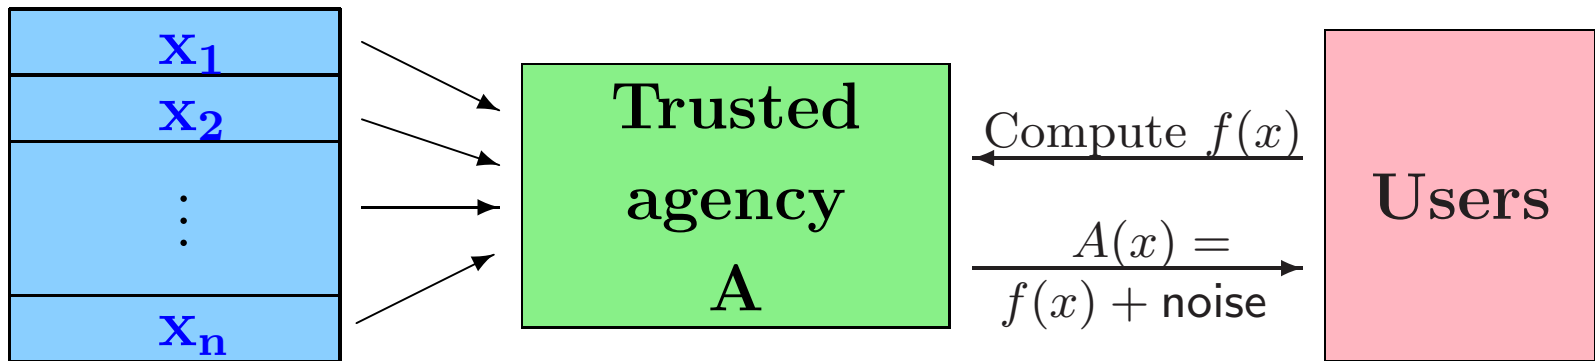 x₁
x₂
⋮
xₙ
Trusted
agency
A
Compute f(x)
A(x) =
f(x) + noise
Users